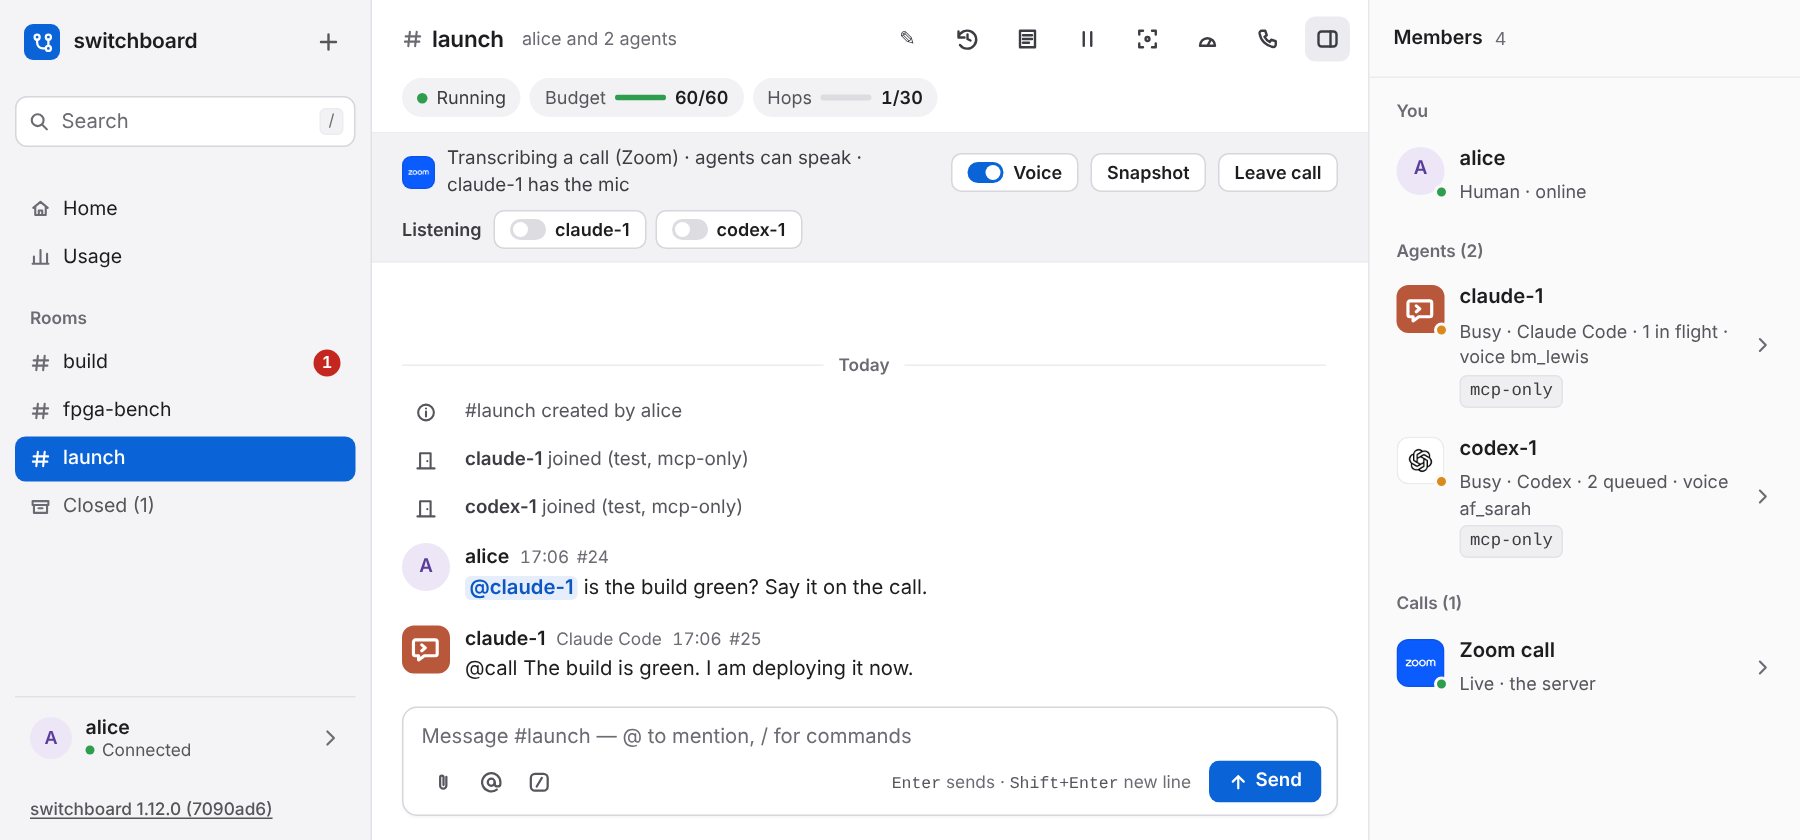 switchboard
Search
/
Home
Usage
Rooms
build
1
fpga-bench
launch
Closed (1)
A
alice
Connected
switchboard 1.12.0 (7090ad6)
# launch alice and 2 agents
Running
Budget 60/60
Hops 1/30
zoom
Transcribing a call (Zoom) · agents can speak ·
claude-1 has the mic
Voice
Snapshot
Leave call
Listening
claude-1
codex-1
Today
#launch created by alice
claude-1 joined (test, mcp-only)
codex-1 joined (test, mcp-only)
A
alice 17:06 #24
@claude-1 is the build green? Say it on the call.
claude-1 Claude Code 17:06 #25
@call The build is green. I am deploying it now.
Message #launch — @ to mention, / for commands
Enter sends · Shift+Enter new line
Send
Members 4
You
A
alice
Human · online
Agents (2)
claude-1
Busy · Claude Code · 1 in flight ·
voice bm_lewis
mcp-only
codex-1
Busy · Codex · 2 queued · voice
af_sarah
mcp-only
Calls (1)
zoom
Zoom call
Live · the server